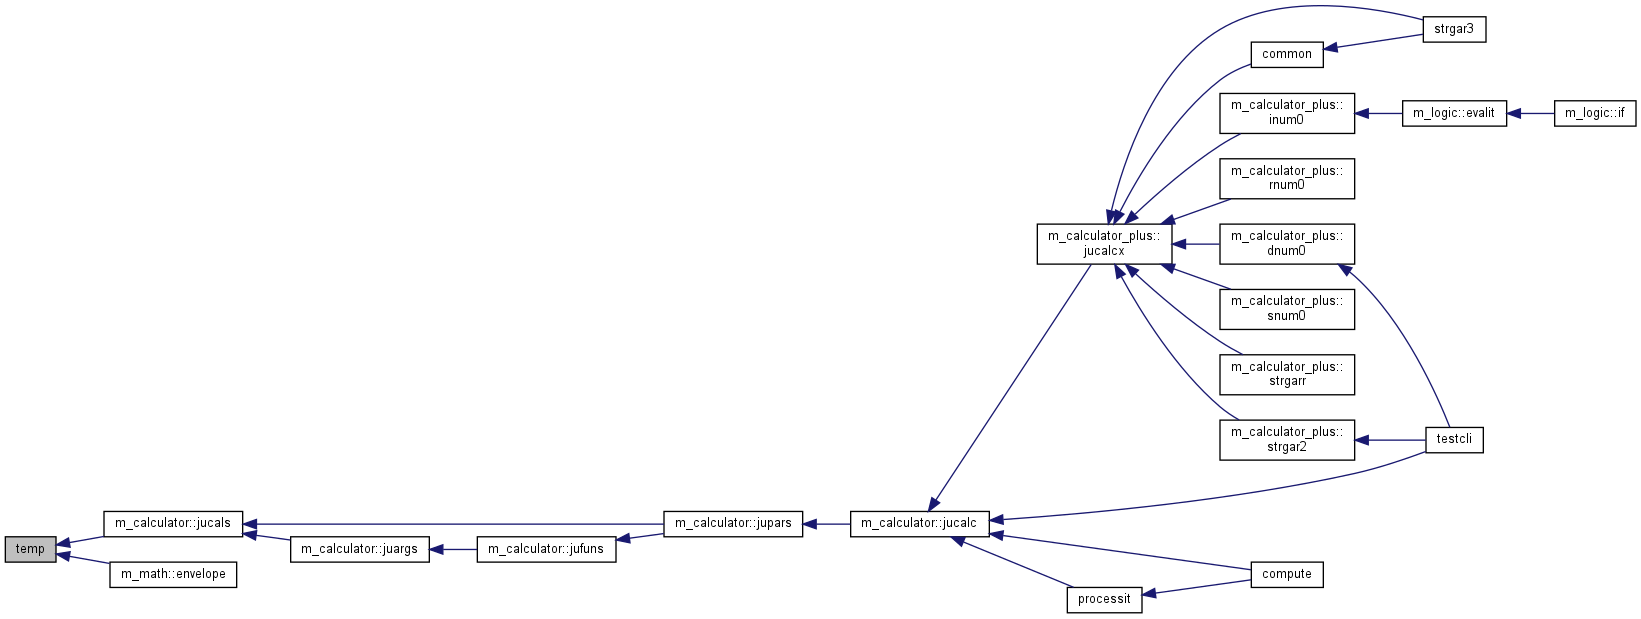 strgar3
common
m_calculator_plus::
inum0
m_logic::evalit
m_logic::if
m_calculator_plus::
rnum0
m_calculator_plus::
jucalcx
m_calculator_plus::
dnum0
m_calculator_plus::
snum0
m_calculator_plus::
strgarr
m_calculator_plus::
strgar2
testcli
m_calculator::jucals
m_calculator::jupars
m_calculator::jucalc
temp
m_calculator::juargs
m_calculator::jufuns
m_math::envelope
compute
processit